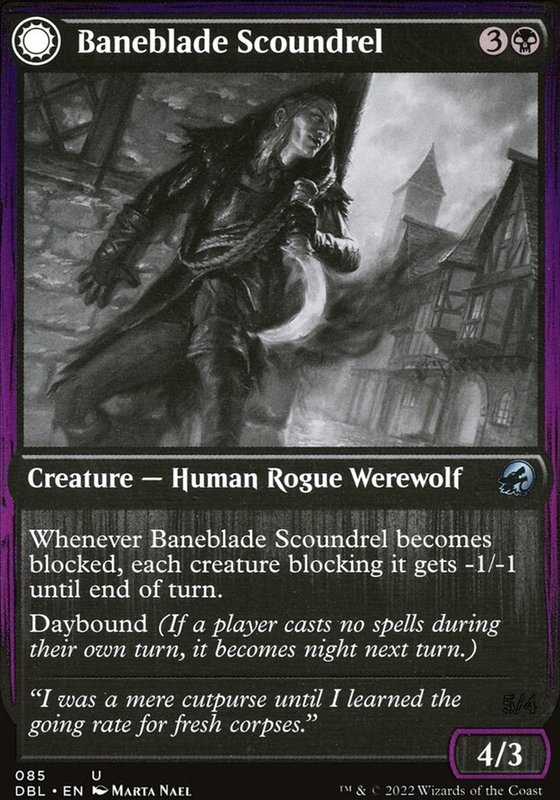 Baneblade Scoundrel 3
Creature — Human Rogue Werewolf
Whenever Baneblade Scoundrel becomes
blocked, each creature blocking it gets -1/-1
until end of turn.
Daybound (If a player casts no spells during
their own turn, it becomes night next turn.)
“I was a mere cutpurse until I learned the
going rate for fresh corpses.”
5/4
4/3
085 U
DBL • EN MARTA NAEL
™ & © 2022 Wizards of the Coast